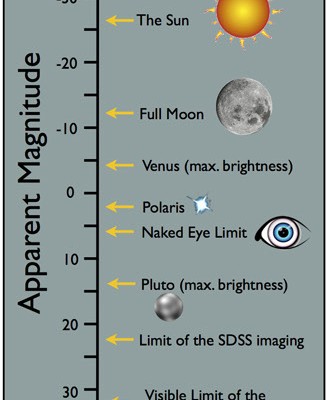 -30
The Sun
-20
Full Moon
-10
Venus (max. brightness)
0
Polaris
Naked Eye Limit
10
Pluto (max. brightness)
20
Limit of the SDSS imaging
30
Visible Limit of the
Apparent Magnitude